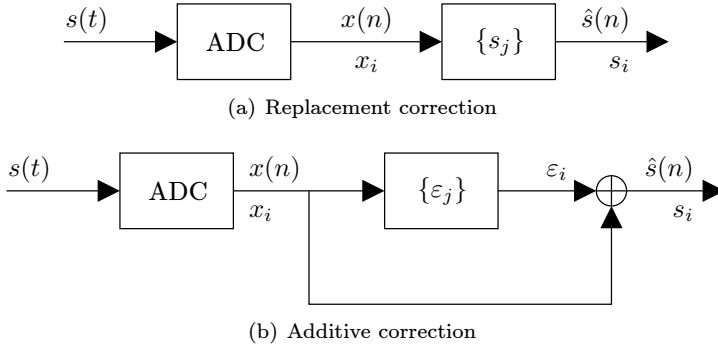 s(t) ADC x(n) {s_j} ŝ(n)
x_i s_i
(a) Replacement correction
s(t) ADC x(n) {ε_j} ε_i ŝ(n)
x_i s_i
(b) Additive correction